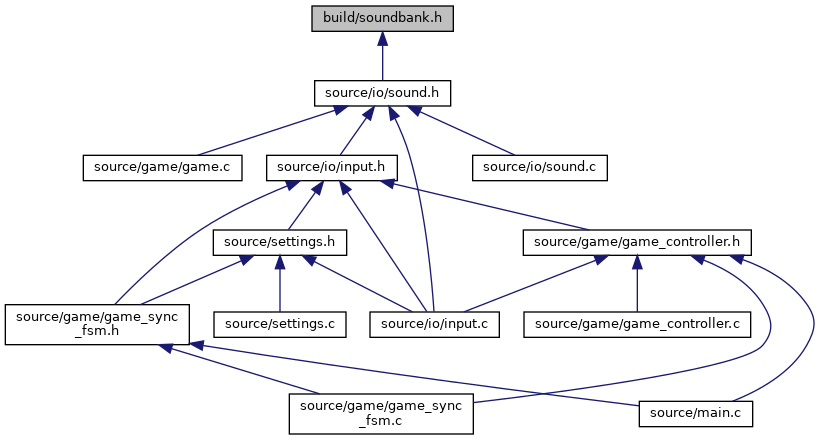 build/soundbank.h
source/io/sound.h
source/game/game.c
source/io/input.h
source/io/sound.c
source/settings.h
source/game/game_controller.h
source/game/game_sync
_fsm.h
source/settings.c
source/io/input.c
source/game/game_controller.c
source/game/game_sync
_fsm.c
source/main.c